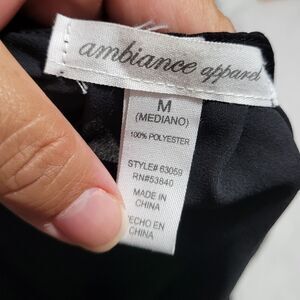 ambiance apparel
M
(MEDIANO)
100% POLYESTER
STYLE# 63059
RN#53840
MADE IN
CHINA
HECHO EN
CHINA